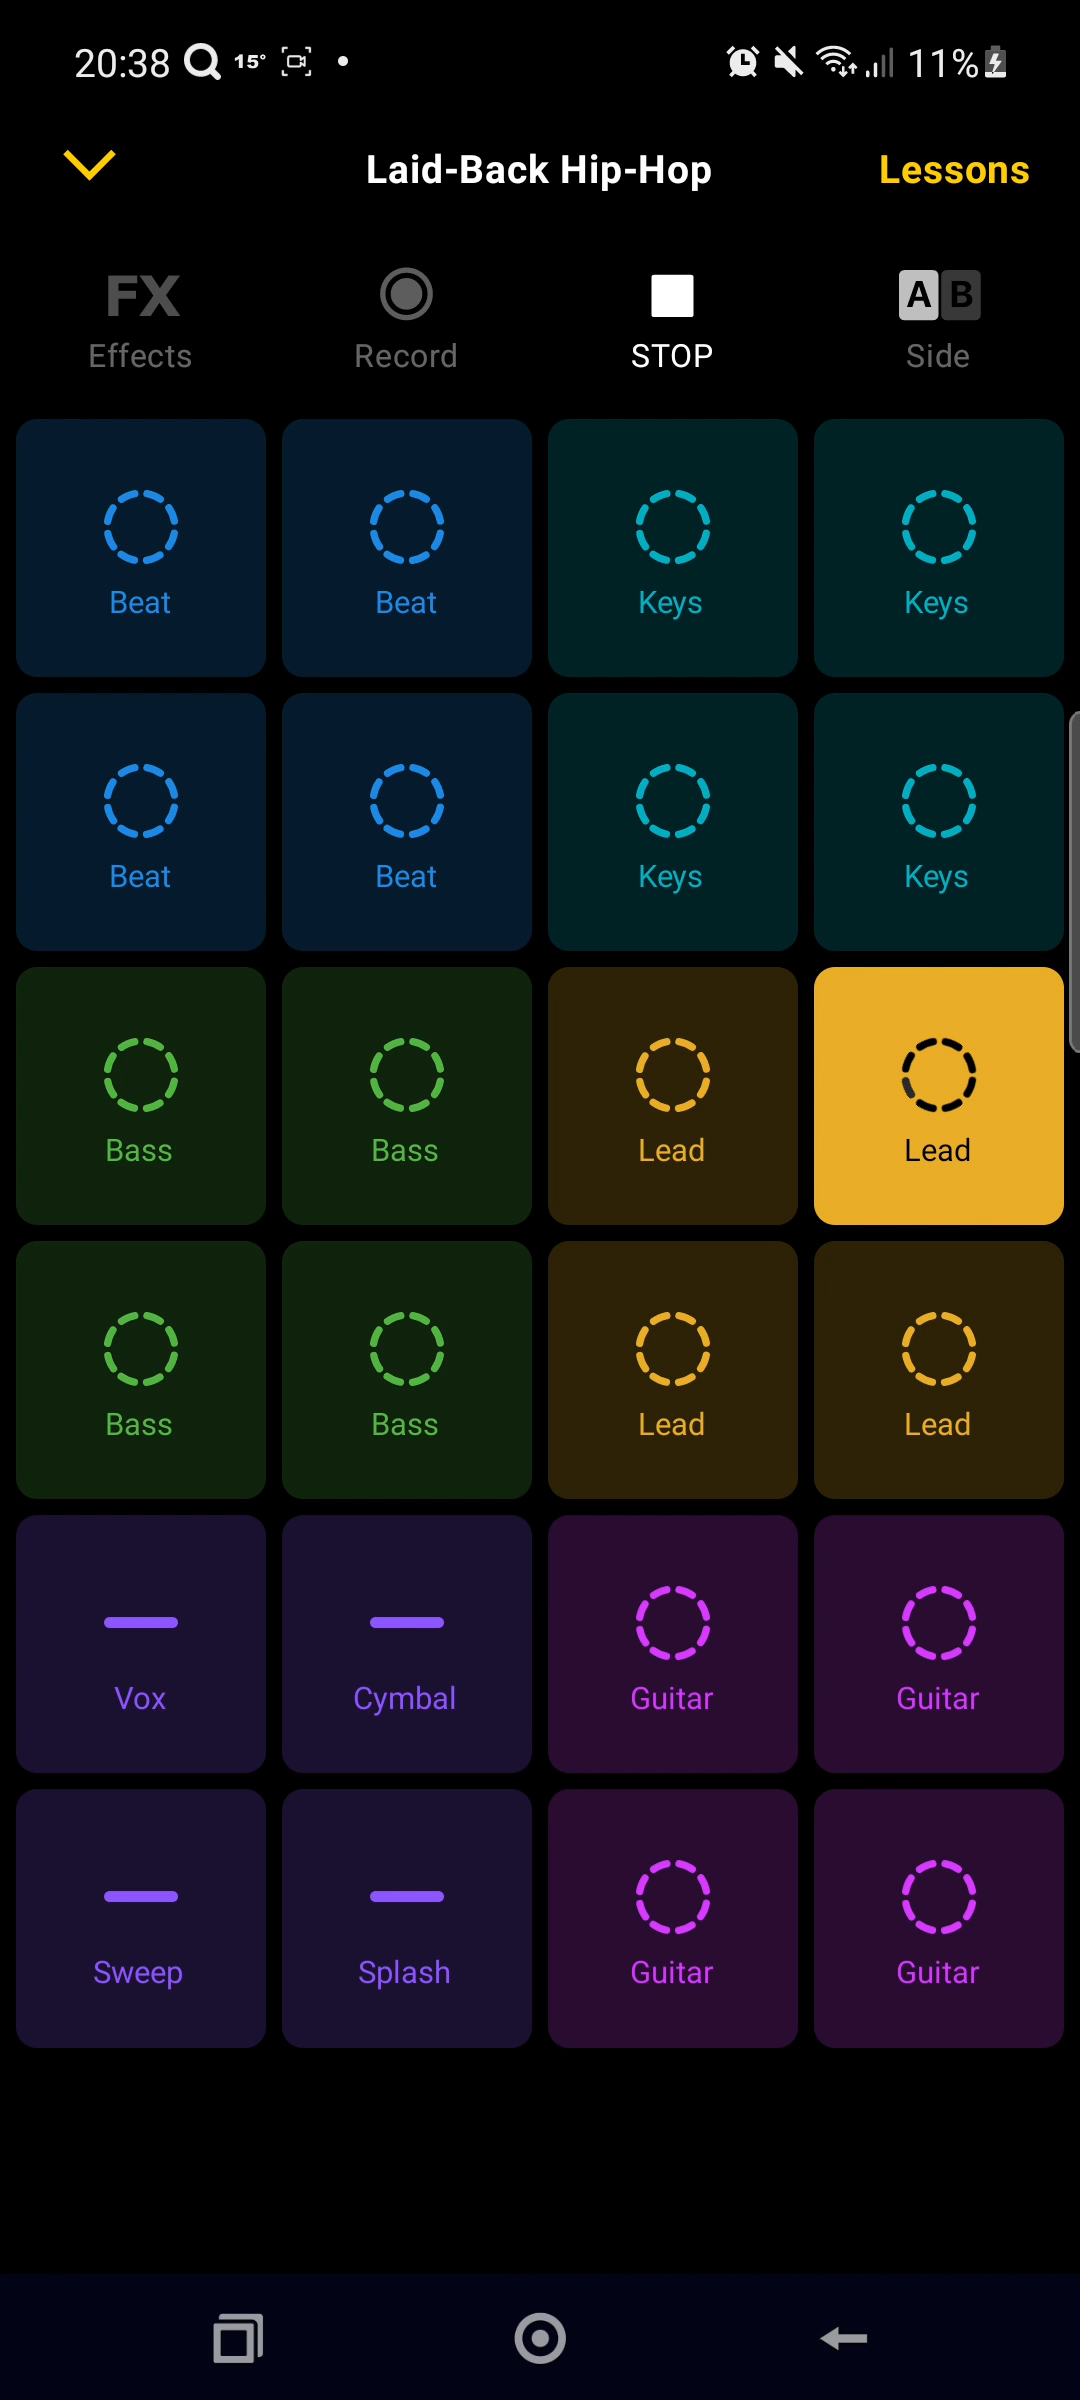 20:38 15° 11%
Laid-Back Hip-Hop Lessons
FX A B
Effects Record STOP Side
Beat Beat Keys Keys
Beat Beat Keys Keys
Bass Bass Lead Lead
Bass Bass Lead Lead
Vox Cymbal Guitar Guitar
Sweep Splash Guitar Guitar